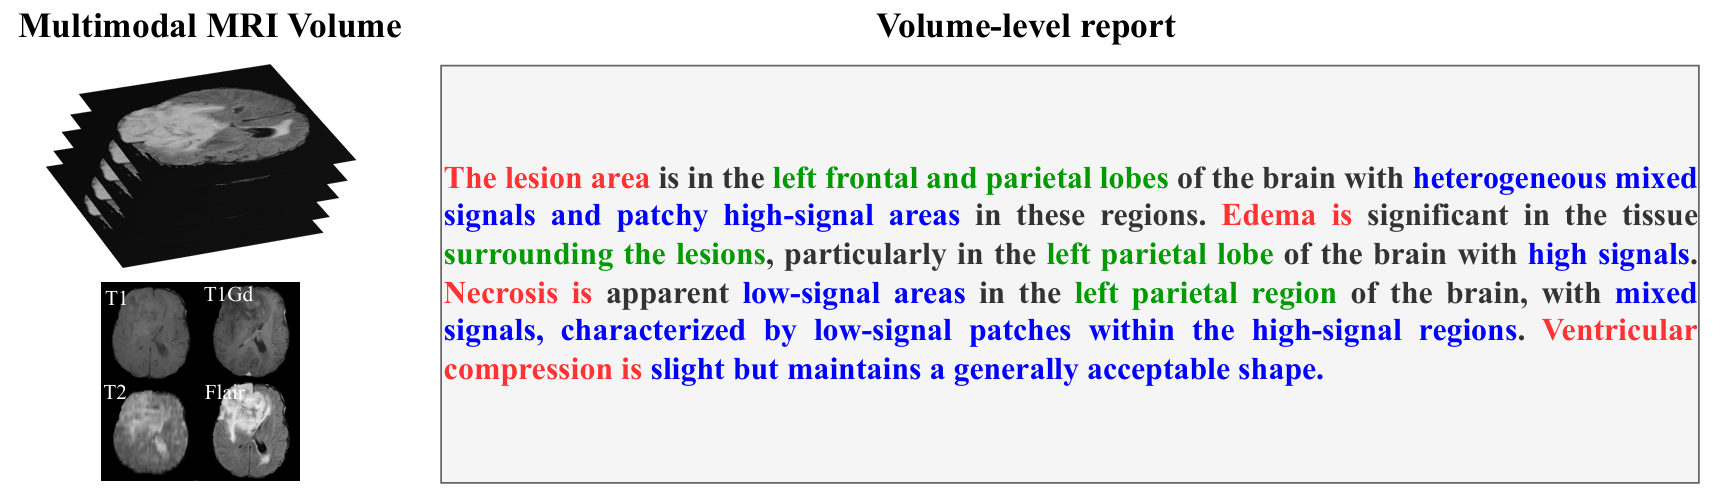 Multimodal MRI Volume
Volume-level report
T1
T1Gd
T2
Flair
The lesion area is in the left frontal and parietal lobes of the brain with heterogeneous mixed
signals and patchy high-signal areas in these regions. Edema is significant in the tissue
surrounding the lesions, particularly in the left parietal lobe of the brain with high signals.
Necrosis is apparent low-signal areas in the left parietal region of the brain, with mixed
signals, characterized by low-signal patches within the high-signal regions. Ventricular
compression is slight but maintains a generally acceptable shape.